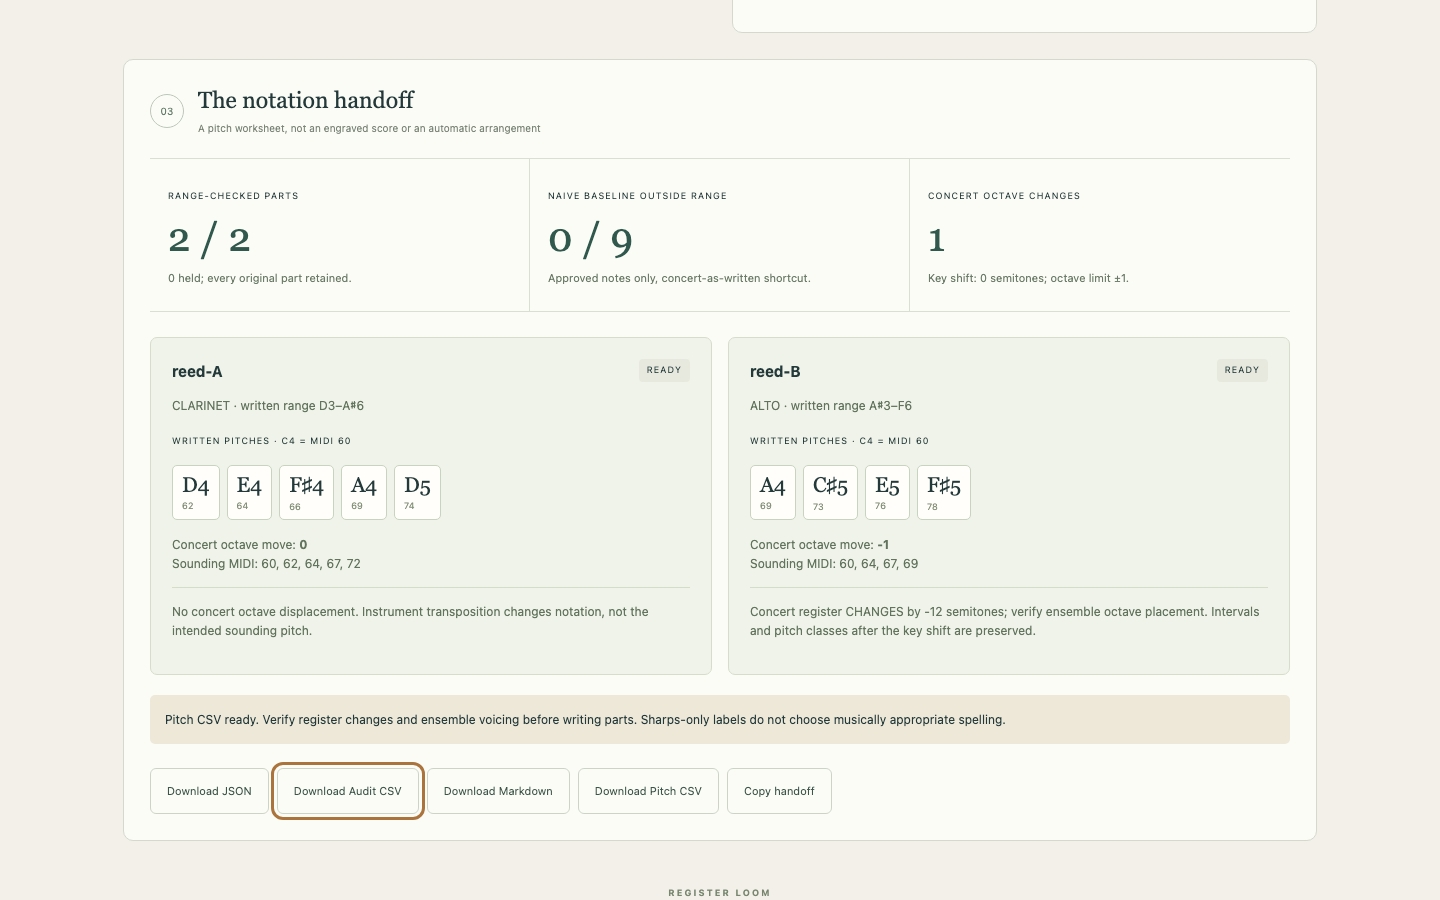 03
The notation handoff
A pitch worksheet, not an engraved score or an automatic arrangement
RANGE-CHECKED PARTS
2 / 2
0 held; every original part retained.
NAIVE BASELINE OUTSIDE RANGE
0 / 9
Approved notes only, concert-as-written shortcut.
CONCERT OCTAVE CHANGES
1
Key shift: 0 semitones; octave limit ±1.
reed-A
READY
CLARINET · written range D3–A♯6
WRITTEN PITCHES · C4 = MIDI 60
D4 E4 F♯4 A4 D5
62 64 66 69 74
Concert octave move: 0
Sounding MIDI: 60, 62, 64, 67, 72
No concert octave displacement. Instrument transposition changes notation, not the
intended sounding pitch.
reed-B
READY
ALTO · written range A♯3–F6
WRITTEN PITCHES · C4 = MIDI 60
A4 C♯5 E5 F♯5
69 73 76 78
Concert octave move: -1
Sounding MIDI: 60, 64, 67, 69
Concert register CHANGES by -12 semitones; verify ensemble octave placement. Intervals
and pitch classes after the key shift are preserved.
Pitch CSV ready. Verify register changes and ensemble voicing before writing parts. Sharps-only labels do not choose musically appropriate spelling.
Download JSON
Download Audit CSV
Download Markdown
Download Pitch CSV
Copy handoff
REGISTER LOOM